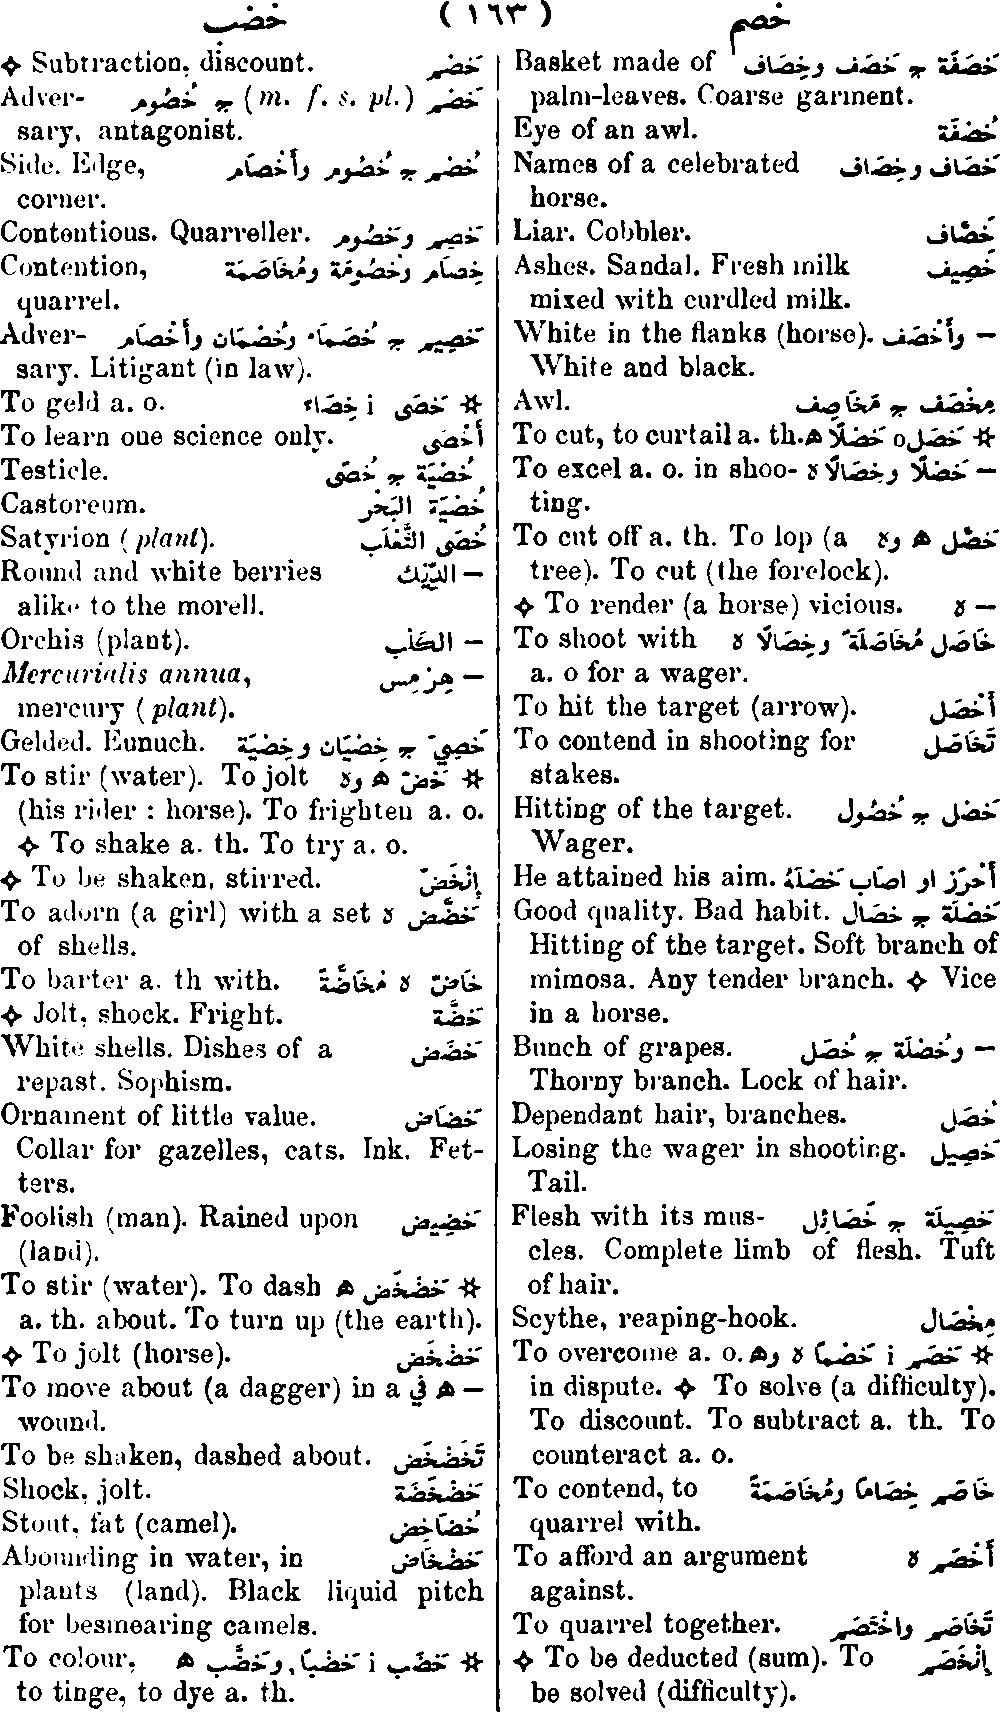 خصم ( ١٦٣ ) خضب
Basket made of خَصَفَة ج خَصَف وخِصَاف
palm-leaves. Coarse garment.
Eye of an awl. خُصْفَة
Names of a celebrated خَصَاف وخِصَاف
horse.
Liar. Cobbler. خَصَّاف
Ashes. Sandal. Fresh milk خَصِيف
mixed with curdled milk.
White in the flanks (horse). — وأَخْصَف
White and black.
Awl. مِخْصَف ج مَخَاصِف
To cut, to curtail a. th. ✲ خَصَل o خَصْلًا ه
To excel a. o. in shoo- — خَصْلًا وخِصَالًا ه
ting.
To cut off a. th. To lop (a خَصَّل ه وه
tree). To cut (the forelock).
❖ To render (a horse) vicious. — ه
To shoot with خَاصَل مُخَاصَلَةً وخِصَالًا ه
a. o for a wager.
To hit the target (arrow). أَخْصَل
To contend in shooting for تَخَاصَل
stakes.
Hitting of the target. خَصْل ج خُصُول
Wager.
He attained his aim. أَحْرَزَ او اصاب خَصْلَهُ
Good quality. Bad habit. خَصْلَة ج خِصَال
Hitting of the target. Soft branch of
mimosa. Any tender branch. ❖ Vice
in a horse.
Bunch of grapes. — وخُصْلَة ج خُصَل
Thorny branch. Lock of hair.
Dependant hair, branches. خُصَل
Losing the wager in shooting. خَصِيل
Tail.
Flesh with its mus- خَصِيلَة ج خَصَائِل
cles. Complete limb of flesh. Tuft
of hair.
Scythe, reaping-hook. مِخْصَال
To overcome a. o. ✲ خَصَم i خَصْمًا ه وه
in dispute. ❖ To solve (a difficulty).
To discount. To subtract a. th. To
counteract a. o.
To contend, to خَاصَم خِصَامًا ومُخَاصَمَةً
quarrel with.
To afford an argument أَخْصَم ه
against.
To quarrel together. تَخَاصَم واخْتَصَم
❖ To be deducted (sum). To إِنْخَصَم
be solved (difficulty).
❖ Subtraction, discount. خَصْم
Adver- خَصْم (m. f. s. pl.) ج خُصُوم
sary, antagonist.
Side. Edge, خُصْم ج خُصُوم وأَخْصَام
corner.
Contentious. Quarreller. خَصِم وخَصُوم
Contention, خِصَام وخُصُومَة ومُخَاصَمَة
quarrel.
Adver- خَصِيم ج خُصَمَاء وخُصْمَان وأَخْصَام
sary. Litigant (in law).
To geld a. o. ✲ خَصَى i خِصَاء
To learn one science only. أَخْصَى
Testicle. خُصْيَة ج خُصًى
Castoreum. خُصْيَة البَحْر
Satyrion (plant). خُصَى الثَّعْلَب
Round and white berries — الدِّيْك
alike to the morell.
Orchis (plant). — الكَلْب
Mercurialis annua, — هِرْمِس
mercury (plant).
Gelded. Eunuch. خَصِيّ ج خِصْيَان وخِصْيَة
To stir (water). To jolt ✲ خَضّ ه وه
(his rider : horse). To frighten a. o.
❖ To shake a. th. To try a. o.
❖ To be shaken, stirred. إِنْخَضّ
To adorn (a girl) with a set خَضَّض ه
of shells.
To barter a. th with. خَاضّ ه مُخَاضَّةً
❖ Jolt, shock. Fright. خَضَّة
White shells. Dishes of a خَضَض
repast. Sophism.
Ornament of little value. خَضَاض
Collar for gazelles, cats. Ink. Fet-
ters.
Foolish (man). Rained upon خَضِيض
(land).
To stir (water). To dash ✲ خَضْخَض ه
a. th. about. To turn up (the earth).
❖ To jolt (horse). خَضْخَض
To move about (a dagger) in a — ه في
wound.
To be shaken, dashed about. تَخَضْخَض
Shock, jolt. خَضْخَضَة
Stout, fat (camel). خُضَاخِض
Abounding in water, in خَضْخَاض
plants (land). Black liquid pitch
for besmearing camels.
To colour, ✲ خَضَب i خَضْبًا, وخَضَّب ه
to tinge, to dye a. th.